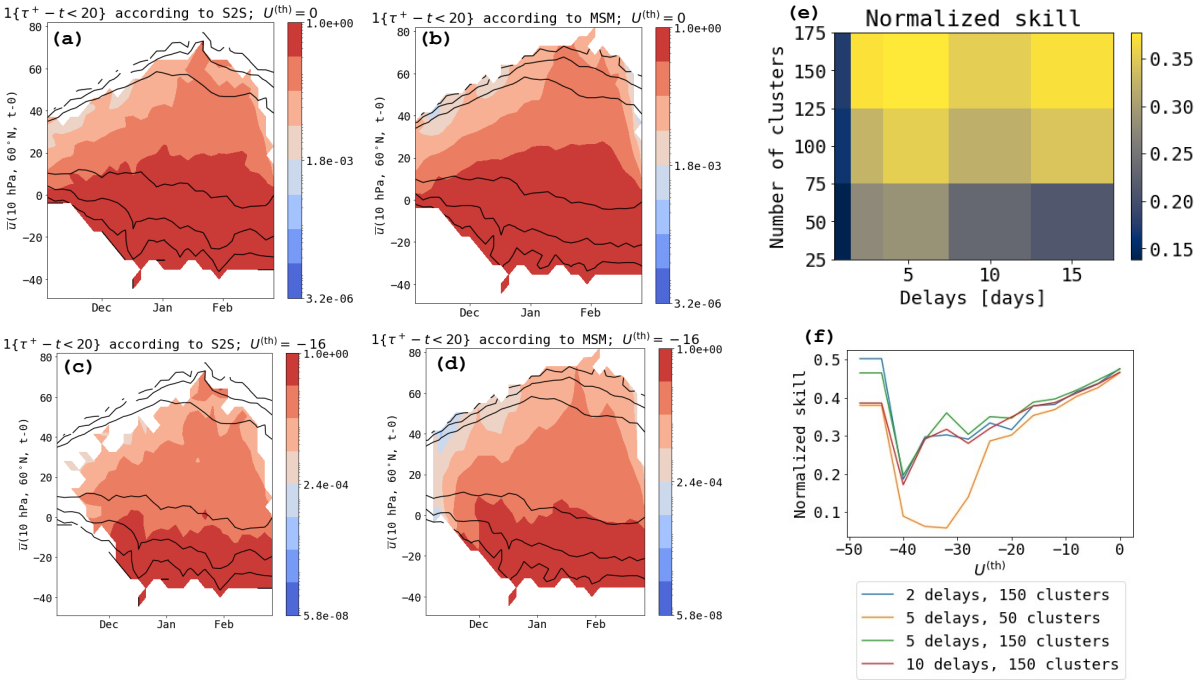 1{τ⁺ − t<20} according to S2S; U⁽ᵗʰ⁾ = 0
(a)
80
60
40
20
0
−20
−40
u̅(10 hPa, 60°N, t-0)
Dec
Jan
Feb
1.0e+00
1.8e-03
3.2e-06
1{τ⁺ − t<20} according to MSM; U⁽ᵗʰ⁾ = 0
(b)
80
60
40
20
0
−20
−40
u̅(10 hPa, 60°N, t-0)
Dec
Jan
Feb
1.0e+00
1.8e-03
3.2e-06
(e)
Normalized skill
175
150
125
100
75
50
25
Number of clusters
5
10
15
Delays [days]
0.35
0.30
0.25
0.20
0.15
1{τ⁺ − t<20} according to S2S; U⁽ᵗʰ⁾ = −16
(c)
80
60
40
20
0
−20
−40
u̅(10 hPa, 60°N, t-0)
Dec
Jan
Feb
1.0e+00
2.4e-04
5.8e-08
1{τ⁺ − t<20} according to MSM; U⁽ᵗʰ⁾ = −16
(d)
80
60
40
20
0
−20
−40
u̅(10 hPa, 60°N, t-0)
Dec
Jan
Feb
1.0e+00
2.4e-04
5.8e-08
(f)
0.5
0.4
0.3
0.2
0.1
Normalized skill
−50
−40
−30
−20
−10
0
U⁽ᵗʰ⁾
2 delays, 150 clusters
5 delays, 50 clusters
5 delays, 150 clusters
10 delays, 150 clusters